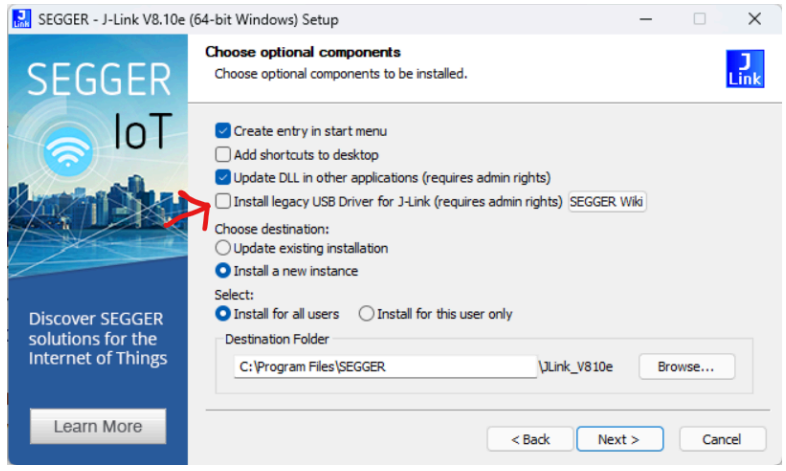 SEGGER - J-Link V8.10e (64-bit Windows) Setup
Choose optional components
Choose optional components to be installed.
J
Link
SEGGER
IoT
Create entry in start menu
Add shortcuts to desktop
Update DLL in other applications (requires admin rights)
Install legacy USB Driver for J-Link (requires admin rights) SEGGER Wiki
Choose destination:
Update existing installation
Install a new instance
Select:
Install for all users Install for this user only
Destination Folder
C:\Program Files\SEGGER \JLink_V810e Browse...
Discover SEGGER
solutions for the
Internet of Things
Learn More
< Back Next > Cancel